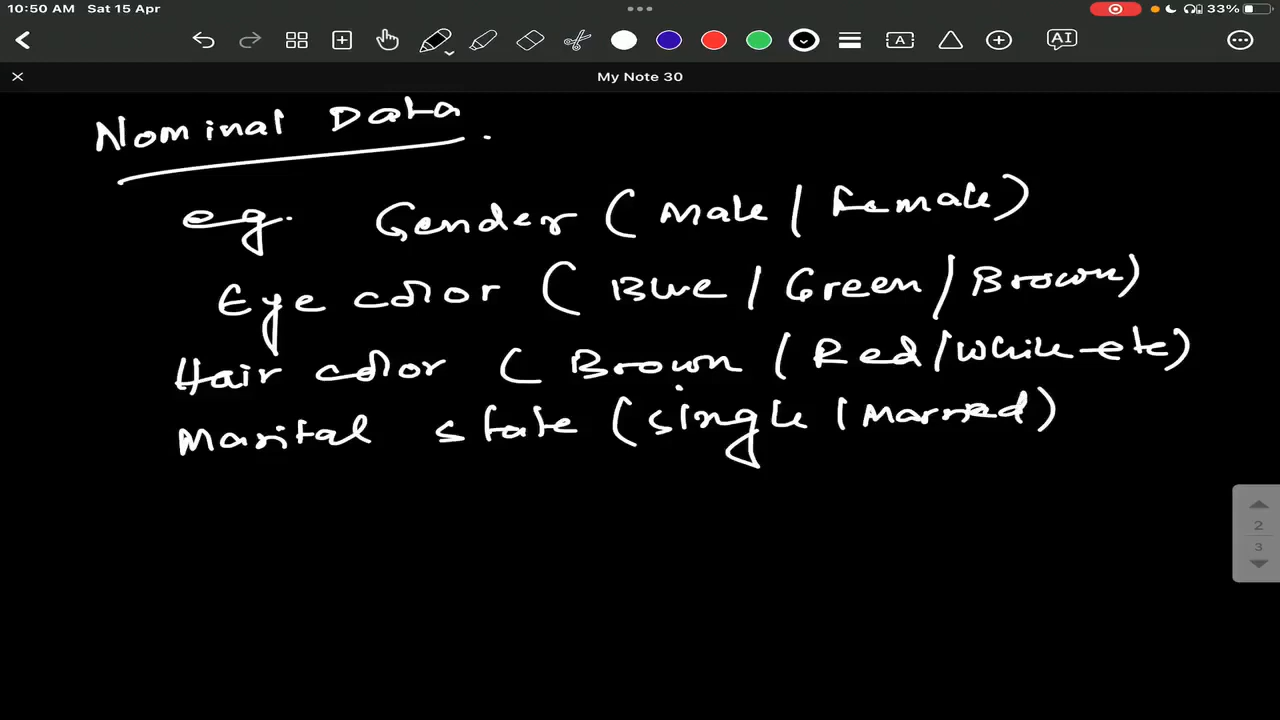 10:50 AM Sat 15 Apr
33%
AI
My Note 30
Nominal Data.
eg. Gender (Male / Female)
Eye color (Blue / Green / Brown)
Hair color (Brown / Red / White etc)
Marital state (single / Married)
2
3